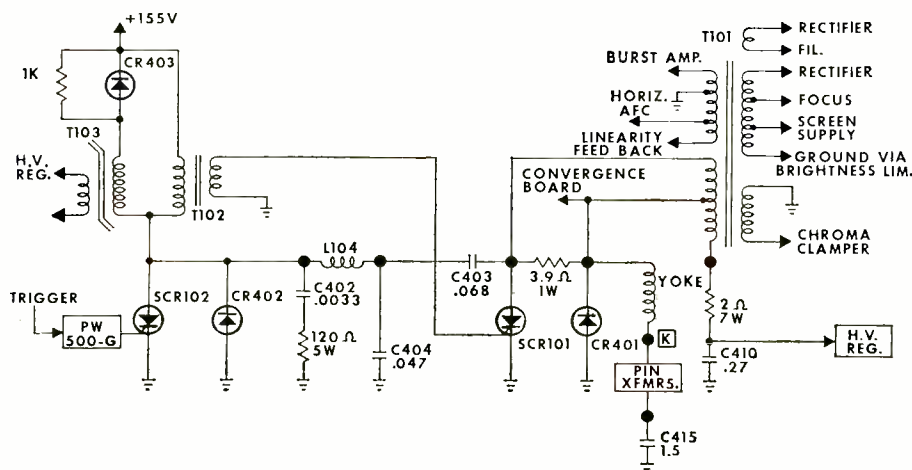 +155V
1K
CR403
T103
H.V.
REG.
T102
L104
C402
.0033
120 Ω
5W
C404
.047
TRIGGER
PW
500-G
SCR102
CR402
C403
.068
3.9 Ω
1W
SCR101
CR401
YOKE
K
PIN
XFMRS.
C415
1.5
2 Ω
7W
C410
.27
H.V.
REG.
T101
BURST AMP.
HORIZ.
AFC
LINEARITY
FEED BACK
CONVERGENCE
BOARD
RECTIFIER
FIL.
RECTIFIER
FOCUS
SCREEN
SUPPLY
GROUND VIA
BRIGHTNESS LIM.
CHROMA
CLAMPER